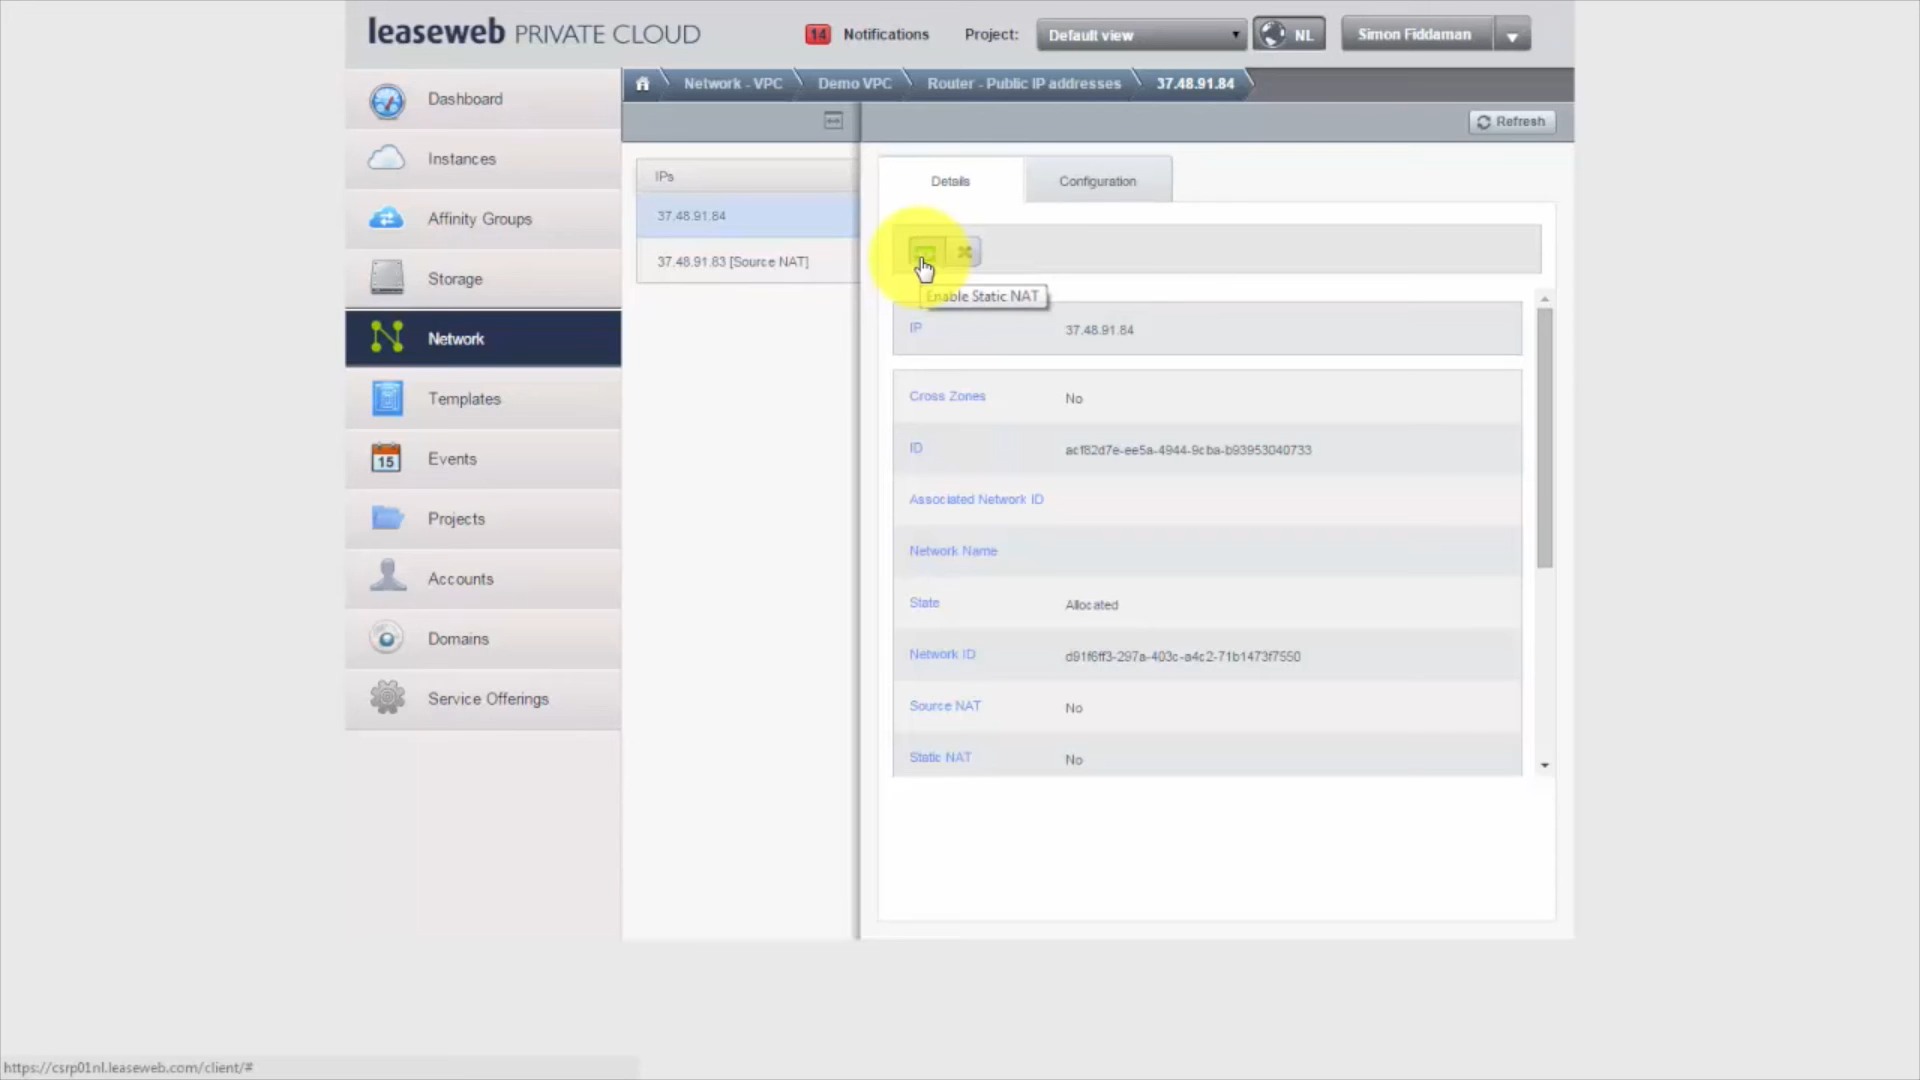 leaseweb PRIVATE CLOUD
14 Notifications
Project:
Default view
NL
Simon Fiddaman
Network - VPC
Demo VPC
Router - Public IP addresses
37.48.91.84
Refresh
Dashboard
Instances
Affinity Groups
Storage
Network
Templates
15
Events
Projects
Accounts
Domains
Service Offerings
IPs
37.48.91.84
37.48.91.83 [Source NAT]
Details
Configuration
Enable Static NAT
IP 37.48.91.84
Cross Zones No
ID acf82d7e-ee5a-4944-9cba-b93953040733
Associated Network ID
Network Name
State Allocated
Network ID d91f6ff3-297a-403c-a4c2-71b1473f7550
Source NAT No
Static NAT No
https://csrp01nl.leaseweb.com/client/#